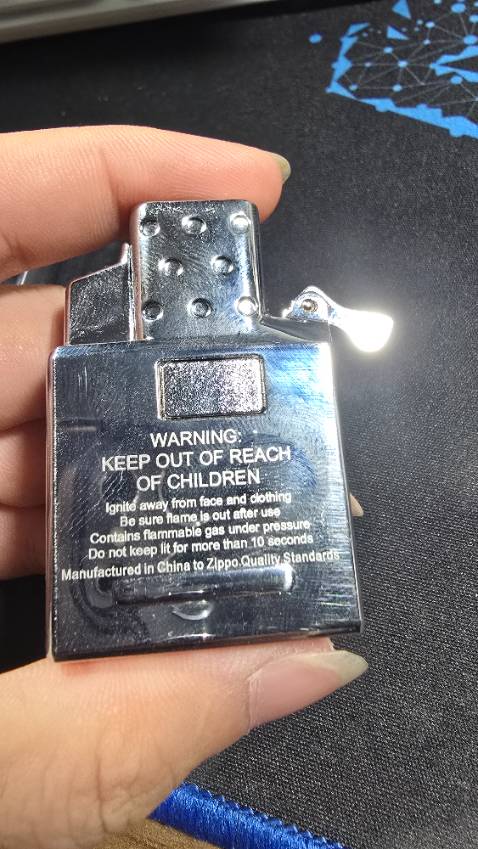 WARNING:
KEEP OUT OF REACH
OF CHILDREN
Ignite away from face and clothing
Be sure flame is out after use
Contains flammable gas under pressure
Do not keep lit for more than 10 seconds
Manufactured in China to Zippo Quality Standards